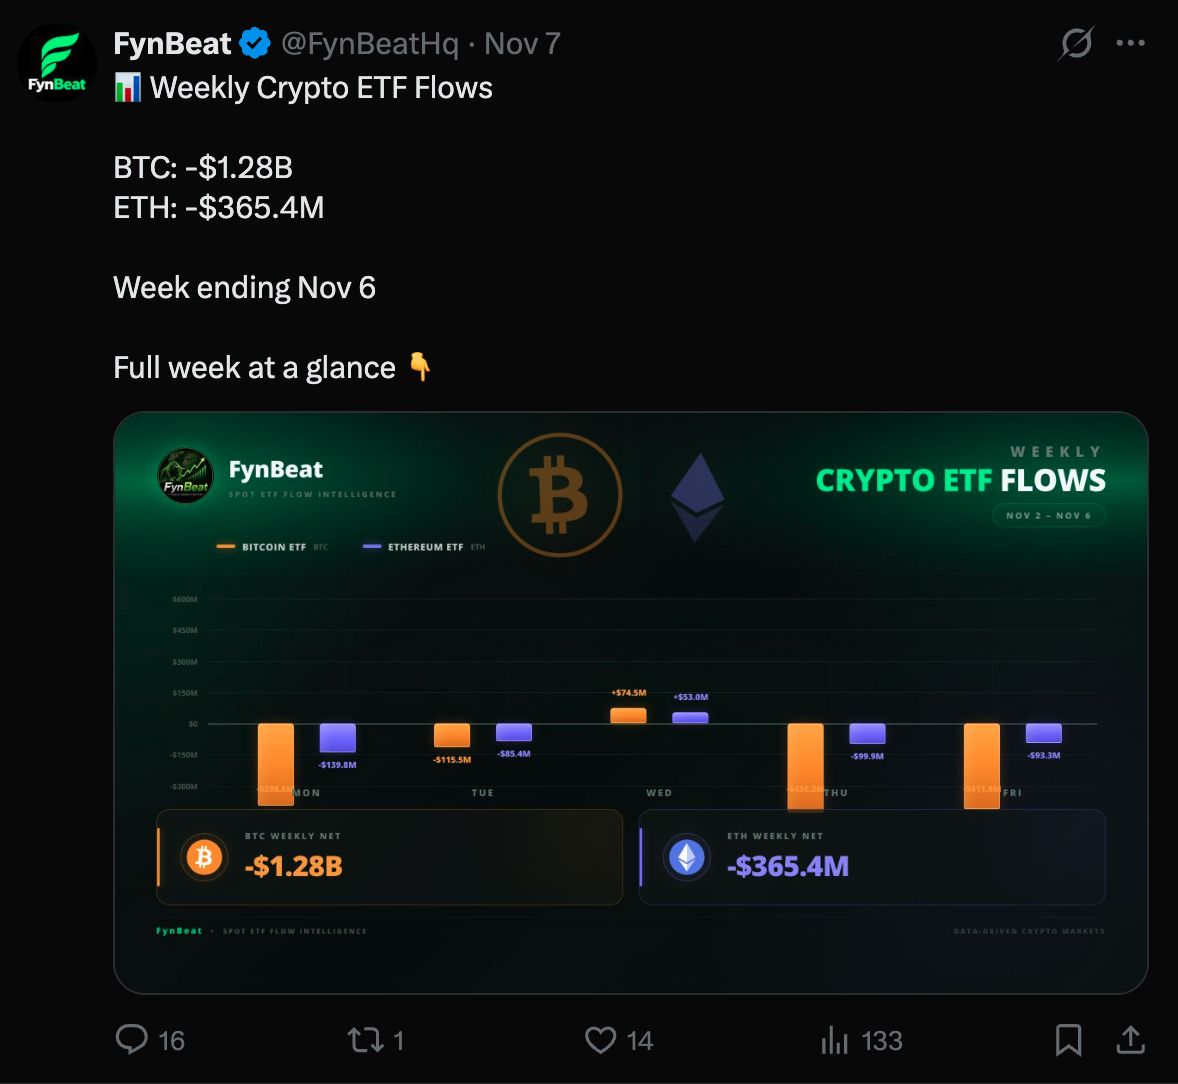 FynBeat @FynBeatHq · Nov 7
📊 Weekly Crypto ETF Flows
BTC: -$1.28B
ETH: -$365.4M
Week ending Nov 6
Full week at a glance 👇
FynBeat
FynBeat
FynBeat
SPOT ETF FLOW INTELLIGENCE
WEEKLY
CRYPTO ETF FLOWS
NOV 2 – NOV 6
BITCOIN ETF BTC
ETHEREUM ETF ETH
$600M
$450M
$300M
$150M
$0
-$150M
-$300M
-$139.8M
-$115.5M
-$85.4M
+$74.5M
+$53.0M
-$99.9M
-$93.3M
MON
TUE
WED
THU
FRI
BTC WEEKLY NET
-$1.28B
ETH WEEKLY NET
-$365.4M
FynBeat · SPOT ETF FLOW INTELLIGENCE
DATA-DRIVEN CRYPTO MARKETS
16
1
14
133